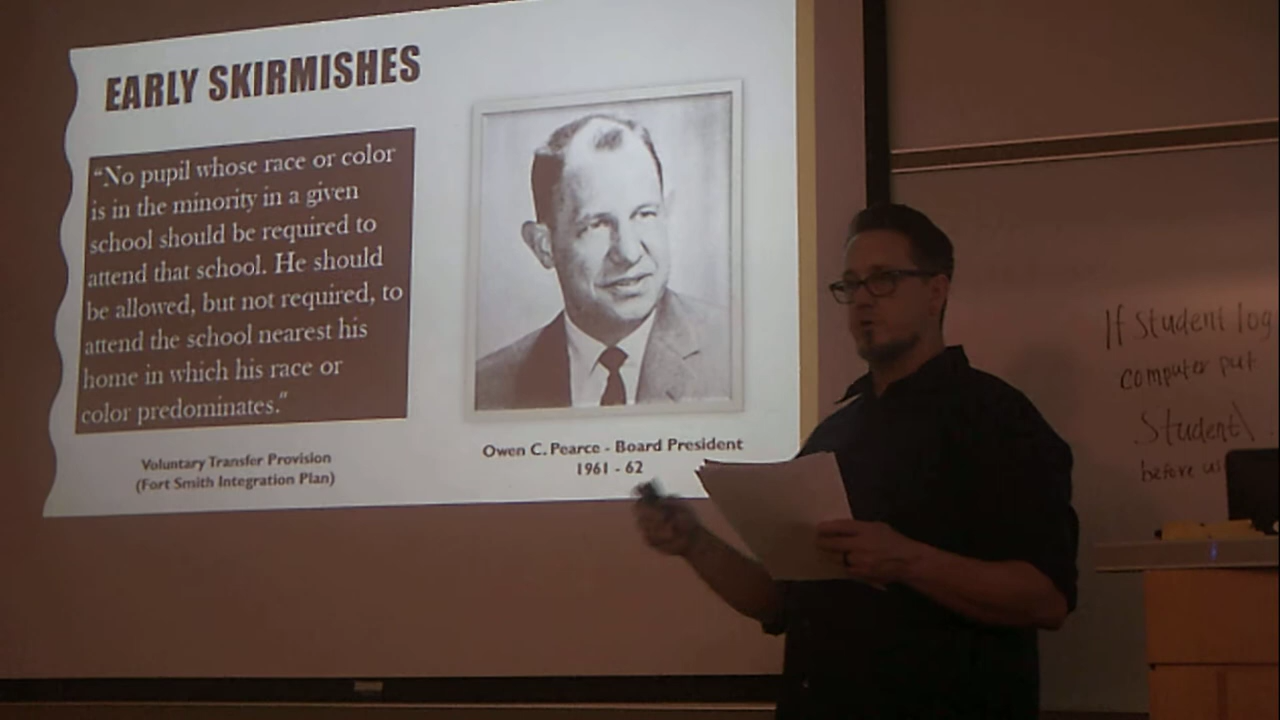 EARLY SKIRMISHES
“No pupil whose race or color
is in the minority in a given
school should be required to
attend that school. He should
be allowed, but not required, to
attend the school nearest his
home in which his race or
color predominates.”
Voluntary Transfer Provision
(Fort Smith Integration Plan)
Owen C. Pearce - Board President
1961 - 62
If Student log
computer put
Student\
before us